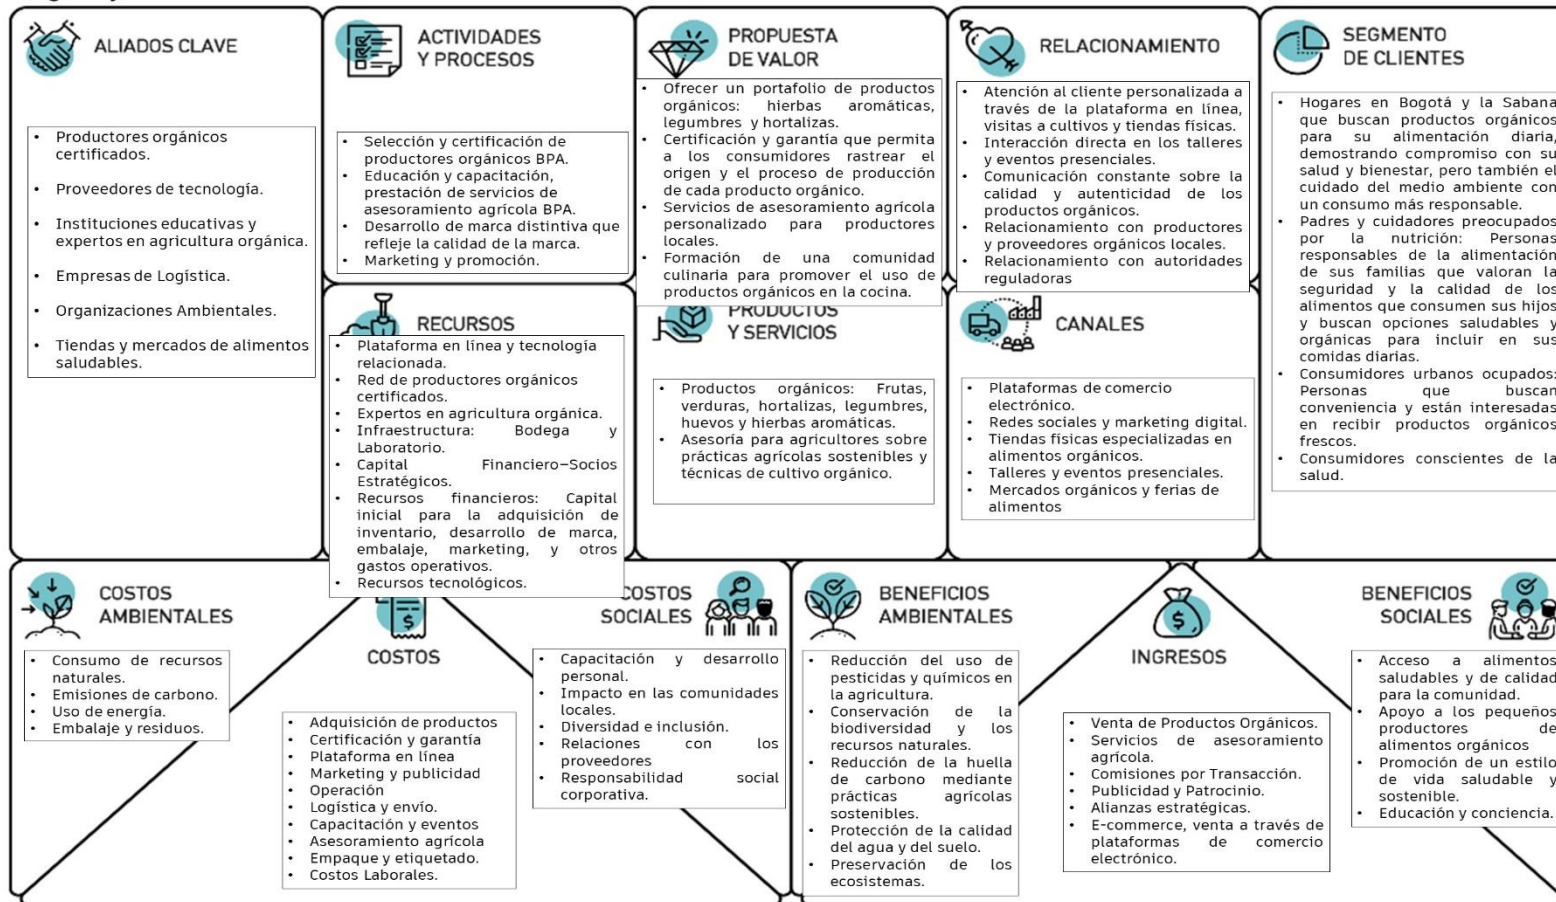 ALIADOS CLAVE
• Productores orgánicos
certificados.
• Proveedores de tecnología.
• Instituciones educativas y
expertos en agricultura orgánica.
• Empresas de Logística.
• Organizaciones Ambientales.
• Tiendas y mercados de alimentos
saludables.
ACTIVIDADES
Y PROCESOS
• Selección y certificación de
productores orgánicos BPA.
• Educación y capacitación,
prestación de servicios de
asesoramiento agrícola BPA.
• Desarrollo de marca distintiva que
refleje la calidad de la marca.
• Marketing y promoción.
RECURSOS
• Plataforma en línea y tecnología
relacionada.
• Red de productores orgánicos
certificados.
• Expertos en agricultura orgánica.
• Infraestructura: Bodega y
Laboratorio.
• Capital Financiero–Socios
Estratégicos.
• Recursos financieros: Capital
inicial para la adquisición de
inventario, desarrollo de marca,
embalaje, marketing, y otros
gastos operativos.
• Recursos tecnológicos.
PROPUESTA
DE VALOR
• Ofrecer un portafolio de productos
orgánicos: hierbas aromáticas,
legumbres y hortalizas.
• Certificación y garantía que permita
a los consumidores rastrear el
origen y el proceso de producción
de cada producto orgánico.
• Servicios de asesoramiento agrícola
personalizado para productores
locales.
• Formación de una comunidad
culinaria para promover el uso de
productos orgánicos en la cocina.
PRODUCTOS
Y SERVICIOS
• Productos orgánicos: Frutas,
verduras, hortalizas, legumbres,
huevos y hierbas aromáticas.
• Asesoría para agricultores sobre
prácticas agrícolas sostenibles y
técnicas de cultivo orgánico.
RELACIONAMIENTO
• Atención al cliente personalizada a
través de la plataforma en línea,
visitas a cultivos y tiendas físicas.
• Interacción directa en los talleres
y eventos presenciales.
• Comunicación constante sobre la
calidad y autenticidad de los
productos orgánicos.
• Relacionamiento con productores
y proveedores orgánicos locales.
• Relacionamiento con autoridades
reguladoras
CANALES
• Plataformas de comercio
electrónico.
• Redes sociales y marketing digital.
• Tiendas físicas especializadas en
alimentos orgánicos.
• Talleres y eventos presenciales.
• Mercados orgánicos y ferias de
alimentos
SEGMENTO
DE CLIENTES
• Hogares en Bogotá y la Sabana
que buscan productos orgánicos
para su alimentación diaria,
demostrando compromiso con su
salud y bienestar, pero también el
cuidado del medio ambiente con
un consumo más responsable.
• Padres y cuidadores preocupados
por la nutrición: Personas
responsables de la alimentación
de sus familias que valoran la
seguridad y la calidad de los
alimentos que consumen sus hijos
y buscan opciones saludables y
orgánicas para incluir en sus
comidas diarias.
• Consumidores urbanos ocupados:
Personas que buscan
conveniencia y están interesadas
en recibir productos orgánicos
frescos.
• Consumidores conscientes de la
salud.
COSTOS
AMBIENTALES
• Consumo de recursos
naturales.
• Emisiones de carbono.
• Uso de energía.
• Embalaje y residuos.
COSTOS
• Adquisición de productos
• Certificación y garantía
• Plataforma en línea
• Marketing y publicidad
• Operación
• Logística y envío.
• Capacitación y eventos
• Asesoramiento agrícola
• Empaque y etiquetado.
• Costos Laborales.
COSTOS
SOCIALES
• Capacitación y desarrollo
personal.
• Impacto en las comunidades
locales.
• Diversidad e inclusión.
• Relaciones con los
proveedores
• Responsabilidad social
corporativa.
BENEFICIOS
AMBIENTALES
• Reducción del uso de
pesticidas y químicos en
la agricultura.
• Conservación de la
biodiversidad y los
recursos naturales.
• Reducción de la huella
de carbono mediante
prácticas agrícolas
sostenibles.
• Protección de la calidad
del agua y del suelo.
• Preservación de los
ecosistemas.
INGRESOS
• Venta de Productos Orgánicos.
• Servicios de asesoramiento
agrícola.
• Comisiones por Transacción.
• Publicidad y Patrocinio.
• Alianzas estratégicas.
• E-commerce, venta a través de
plataformas de comercio
electrónico.
BENEFICIOS
SOCIALES
• Acceso a alimentos
saludables y de calidad
para la comunidad.
• Apoyo a los pequeños
productores de
alimentos orgánicos
• Promoción de un estilo
de vida saludable y
sostenible.
• Educación y conciencia.